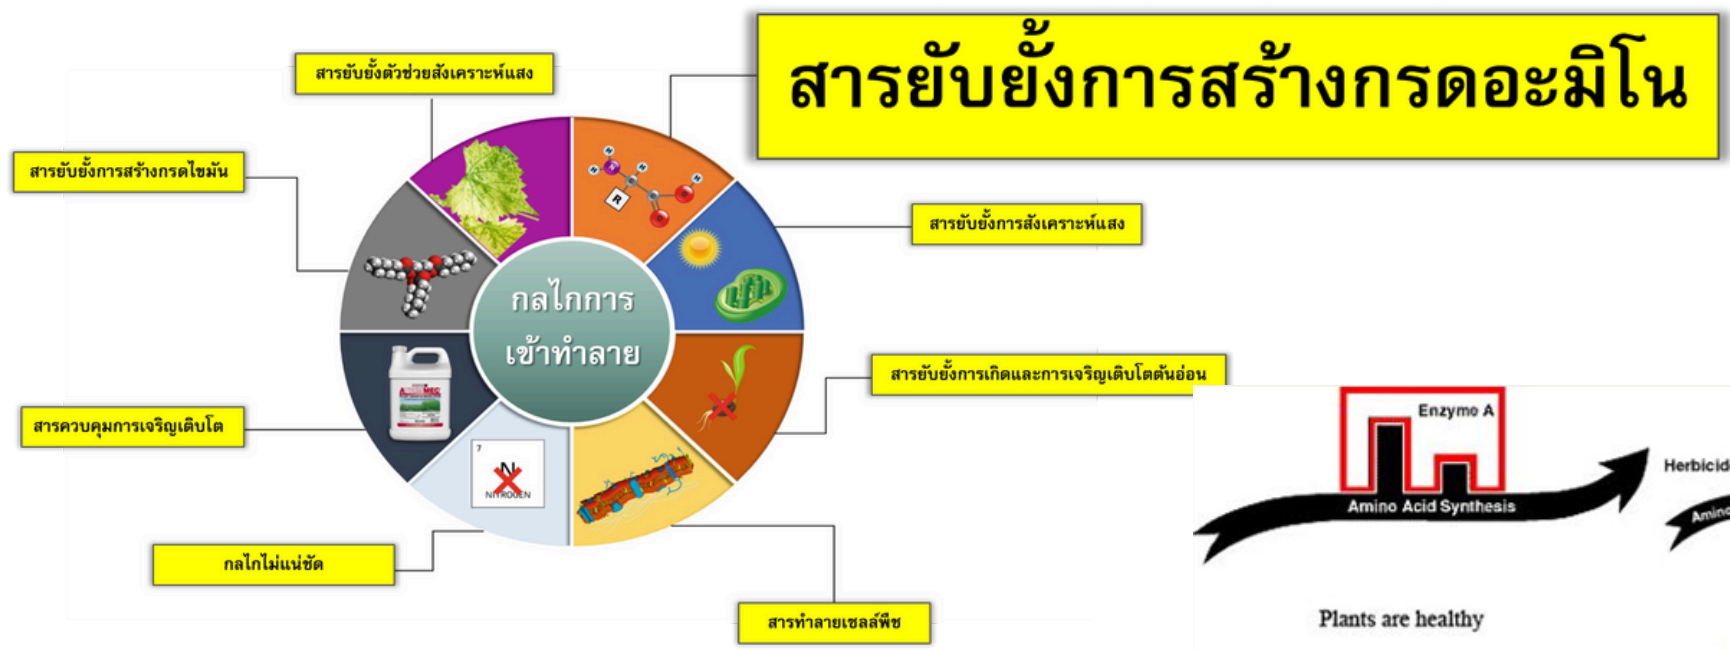 สารยับยั้งการสร้างกรดอะมิโน
สารยับยั้งตัวช่วยสังเคราะห์แสง
สารยับยั้งการสร้างกรดไขมัน
สารยับยั้งการสังเคราะห์แสง
กลไกการ
เข้าทำลาย
สารยับยั้งการเกิดและการเจริญเติบโตต้นอ่อน
สารควบคุมการเจริญเติบโต
กลไกไม่แน่ชัด
สารทำลายเซลล์พืช
H
H
H
H
R
7
N
NITROGEN
Enzyme A
Amino Acid Synthesis
Herbicid
Amino
Plants are healthy